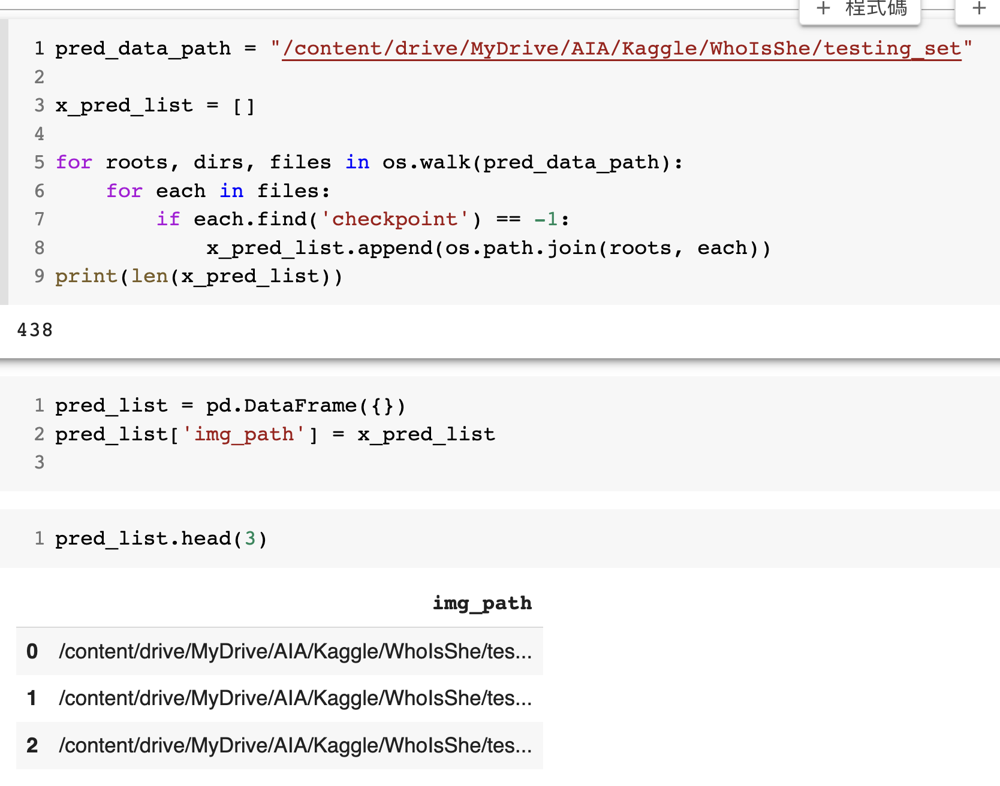 + 程式碼 +
1 pred_data_path = "/content/drive/MyDrive/AIA/Kaggle/WhoIsShe/testing_set"
2
3 x_pred_list = []
4
5 for roots, dirs, files in os.walk(pred_data_path):
6     for each in files:
7         if each.find('checkpoint') == -1:
8             x_pred_list.append(os.path.join(roots, each))
9 print(len(x_pred_list))
438
1 pred_list = pd.DataFrame({})
2 pred_list['img_path'] = x_pred_list
3
1 pred_list.head(3)
img_path
0 /content/drive/MyDrive/AIA/Kaggle/WhoIsShe/tes...
1 /content/drive/MyDrive/AIA/Kaggle/WhoIsShe/tes...
2 /content/drive/MyDrive/AIA/Kaggle/WhoIsShe/tes...